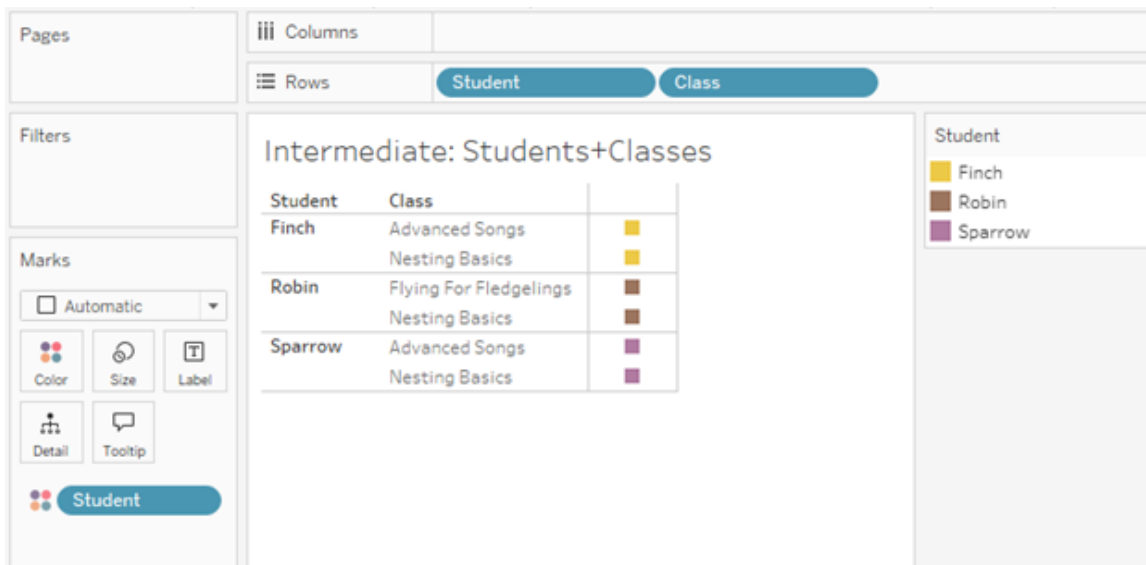 Pages
Columns
Rows Student Class
Filters
Intermediate: Students+Classes
Student Class
Finch Advanced Songs
Nesting Basics
Robin Flying For Fledgelings
Nesting Basics
Sparrow Advanced Songs
Nesting Basics
Marks
Automatic
Color Size Label
T
Detail Tooltip
Student
Student
Finch
Robin
Sparrow